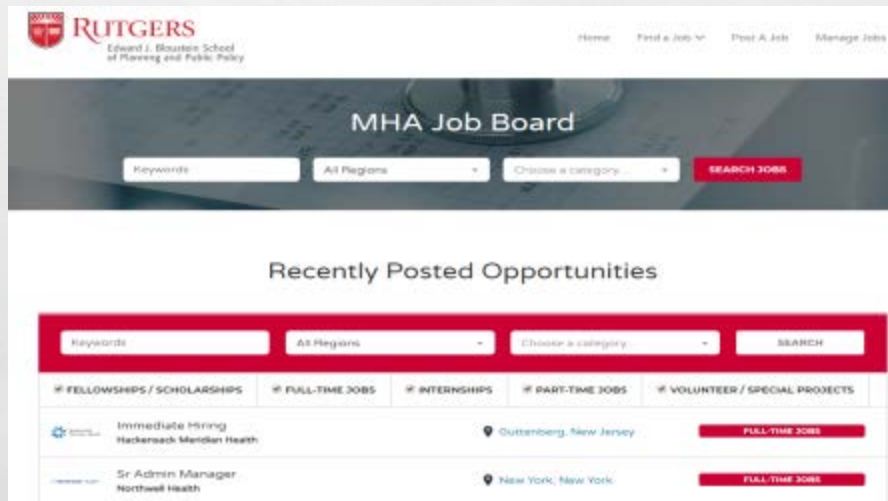 RUTGERS
Edward J. Bloustein School
of Planning and Public Policy
Home Find a Job Post A Job Manage Jobs
MHA Job Board
Keywords All Regions Choose a category... SEARCH JOBS
Recently Posted Opportunities
Keywords All Regions Choose a category... SEARCH
FELLOWSHIPS / SCHOLARSHIPS FULL-TIME JOBS INTERNSHIPS PART-TIME JOBS VOLUNTEER / SPECIAL PROJECTS
Immediate Hiring
Hackensack Meridian Health
Guttenberg, New Jersey FULL-TIME JOBS
Sr Admin Manager
Northwell Health
New York, New York FULL-TIME JOBS